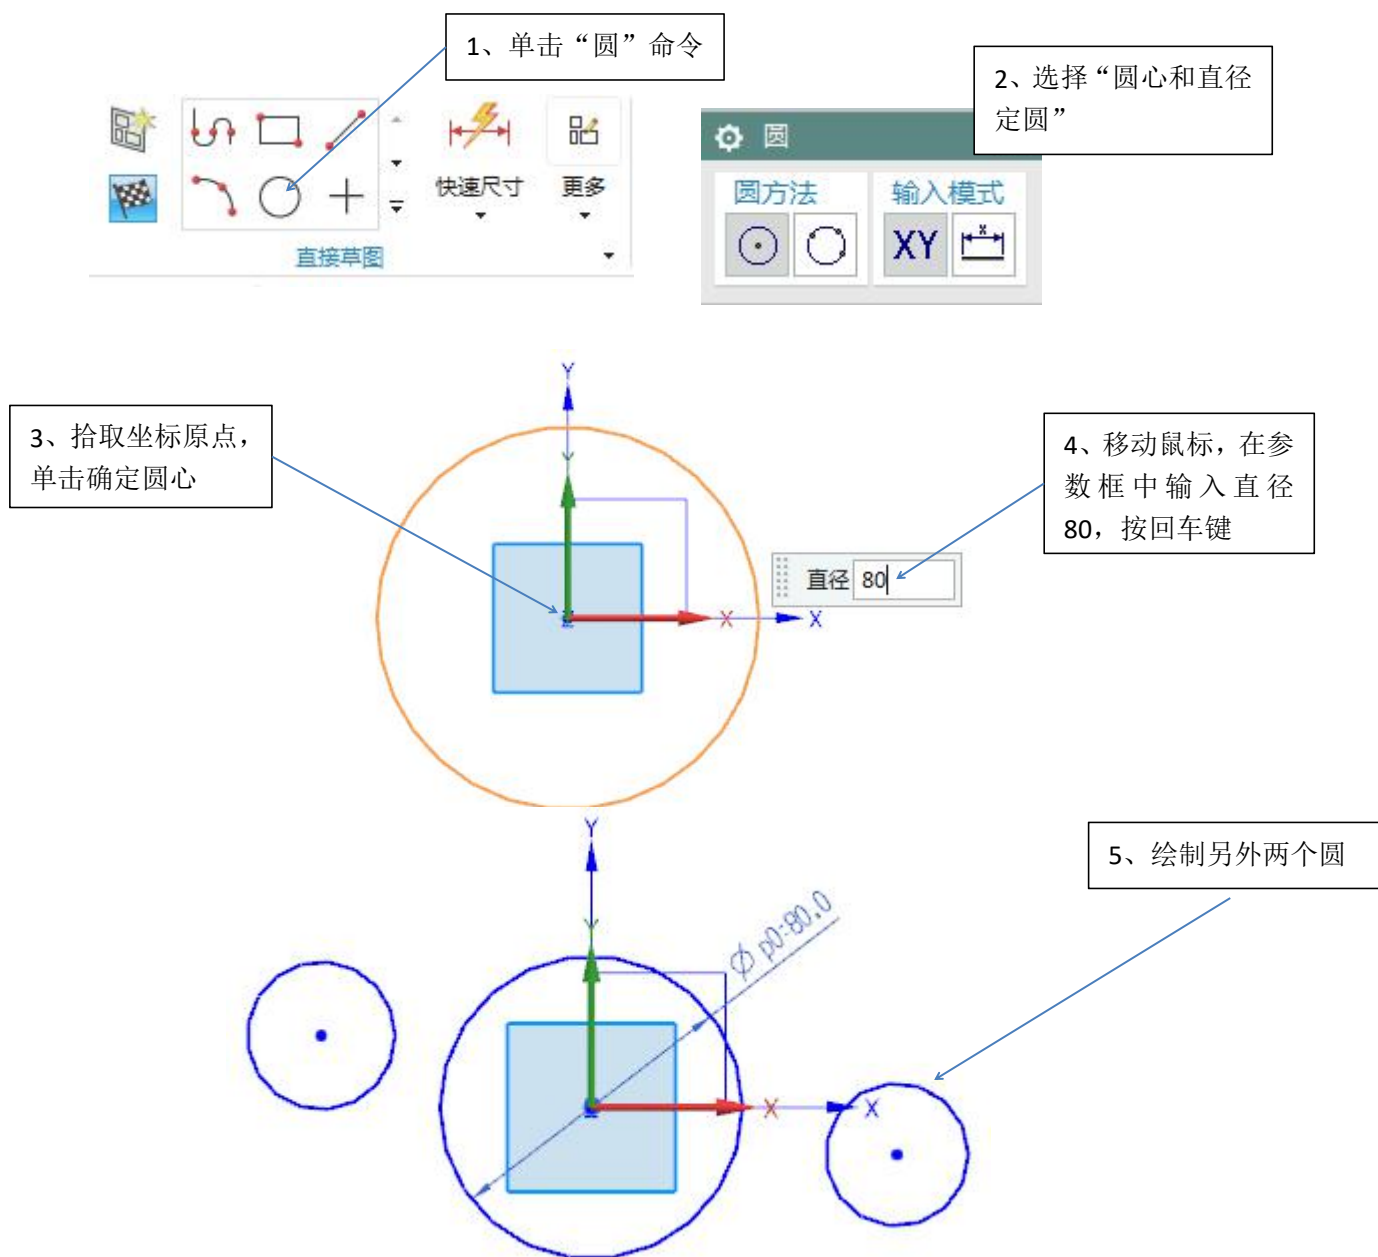 1、单击“圆”命令
2、选择“圆心和直径
定圆”
圆
快速尺寸
更多
圆方法
输入模式
XY
x
直接草图
Y
3、拾取坐标原点，
单击确定圆心
4、移动鼠标，在参
数框中输入直径
80，按回车键
Y
直径 80
X
X
Y
5、绘制另外两个圆
Φ p0=80.0
Y
X
X